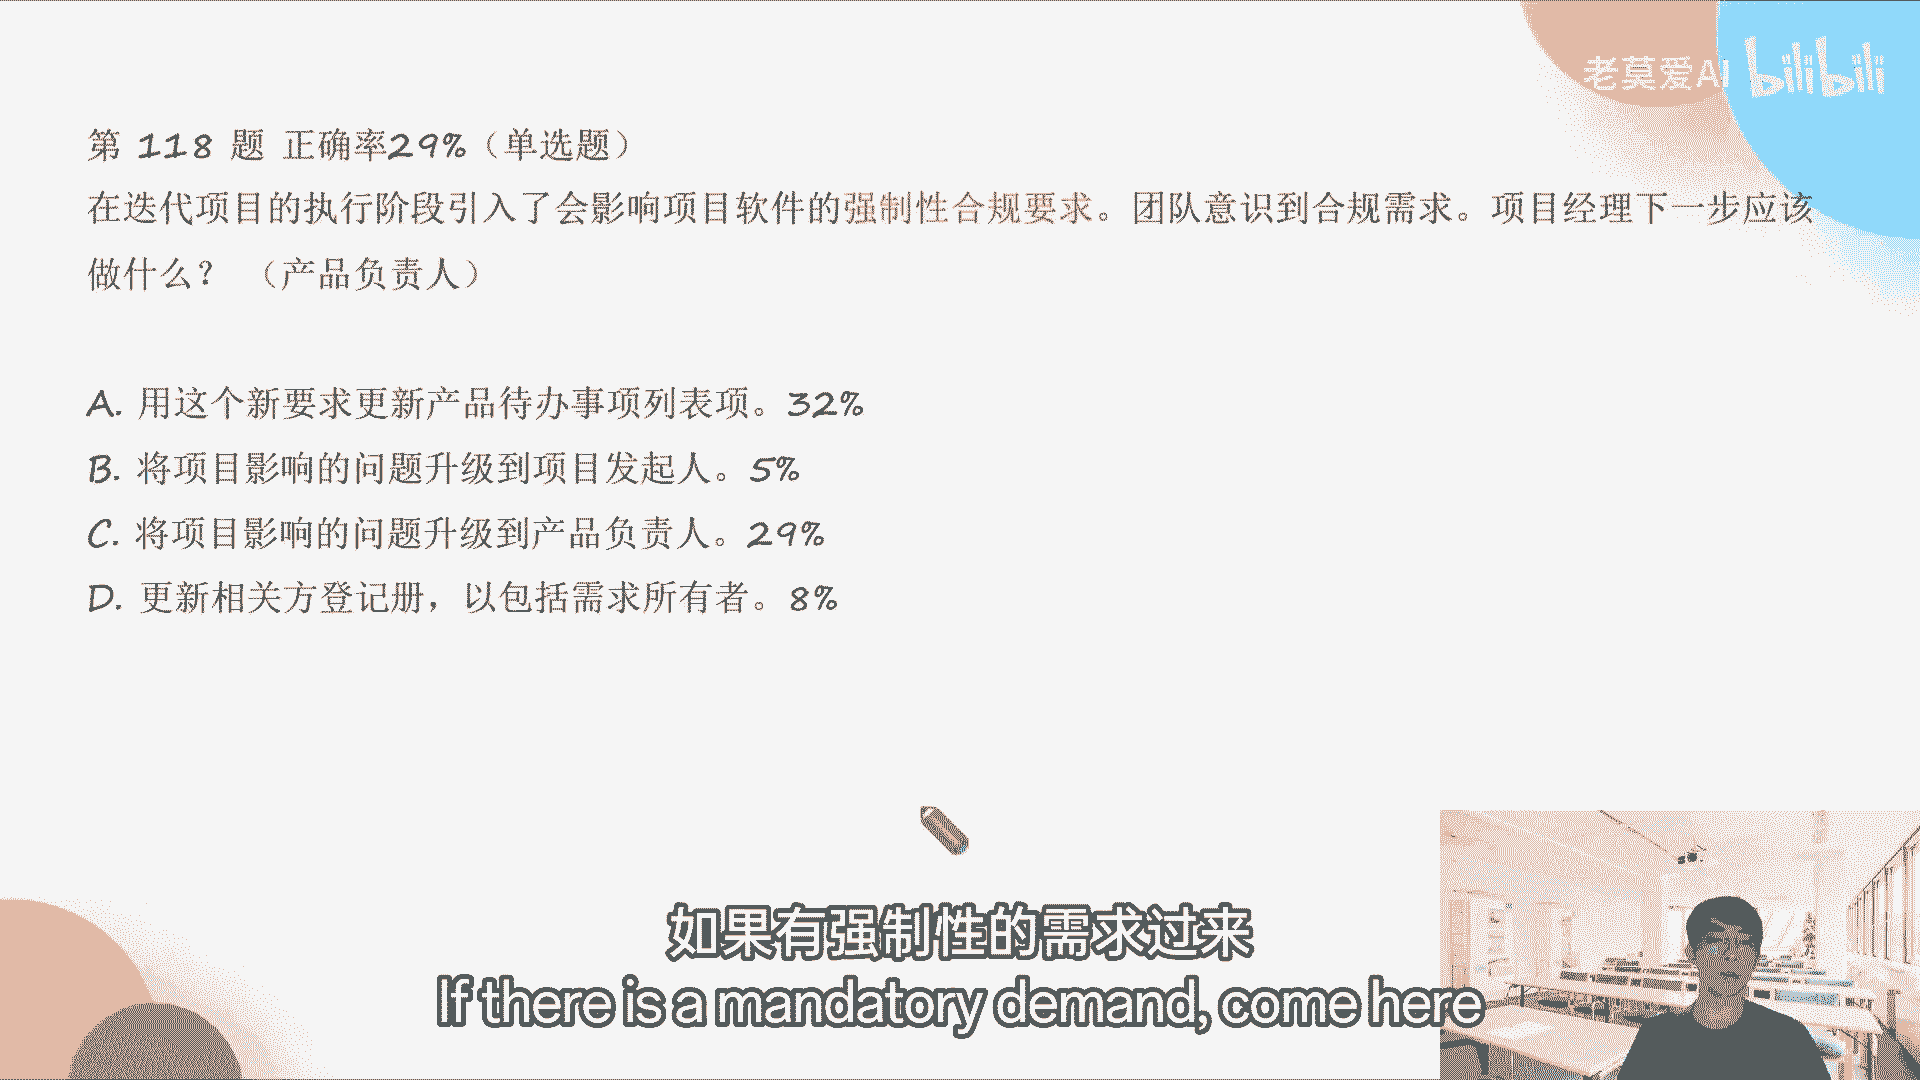 老莫爱AI bilibili
第 118 题 正确率29%（单选题）
在迭代项目的执行阶段引入了会影响项目软件的强制性合规要求。团队意识到合规需求。项目经理下一步应该
做什么？ （产品负责人）
A. 用这个新要求更新产品待办事项列表项。32%
B. 将项目影响的问题升级到项目发起人。5%
C. 将项目影响的问题升级到产品负责人。29%
D. 更新相关方登记册，以包括需求所有者。8%
如果有强制性的需求过来
If there is a mandatory demand, come here